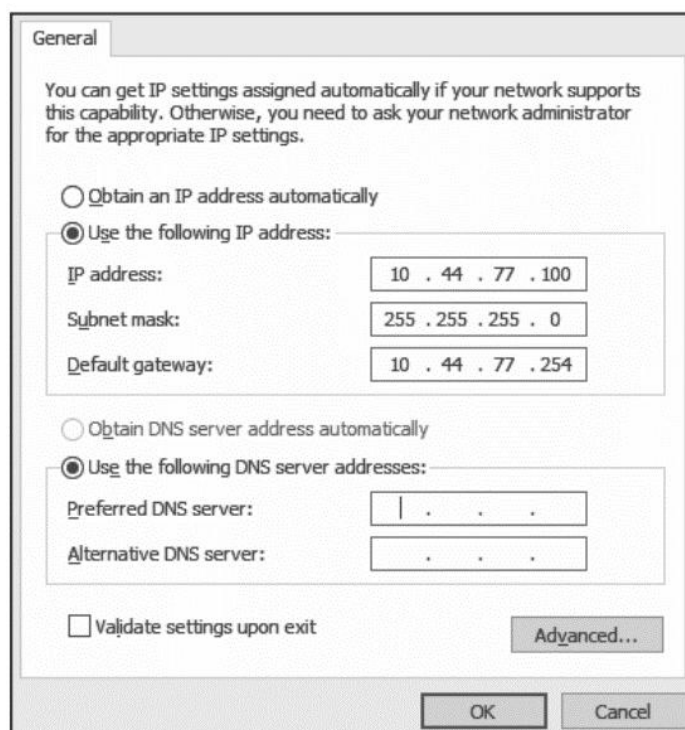 General
You can get IP settings assigned automatically if your network supports
this capability. Otherwise, you need to ask your network administrator
for the appropriate IP settings.
Obtain an IP address automatically
Use the following IP address:
IP address: 10 . 44 . 77 . 100
Subnet mask: 255 . 255 . 255 . 0
Default gateway: 10 . 44 . 77 . 254
Obtain DNS server address automatically
Use the following DNS server addresses:
Preferred DNS server: . . .
Alternative DNS server: . . .
Validate settings upon exit
Advanced...
OK Cancel